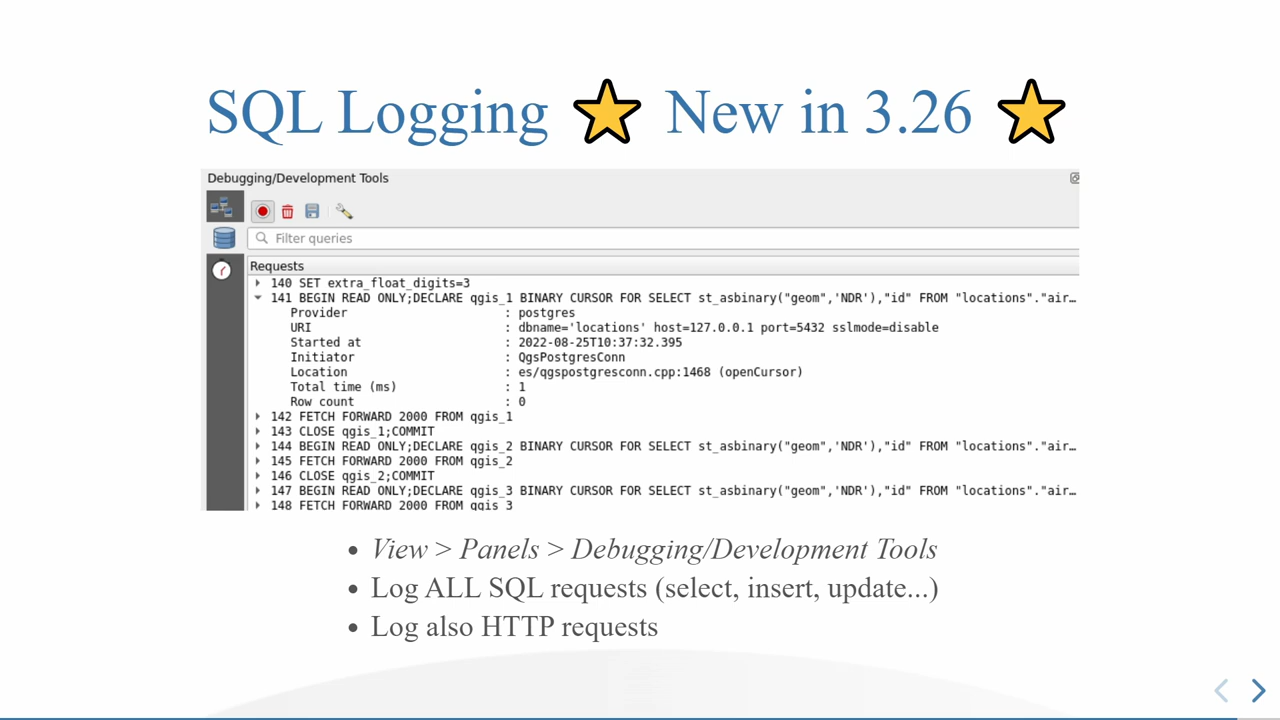 SQL Logging ⭐ New in 3.26 ⭐
Debugging/Development Tools
Filter queries
Requests
140 SET extra_float_digits=3
141 BEGIN READ ONLY;DECLARE qgis_1 BINARY CURSOR FOR SELECT st_asbinary("geom",'NDR'),"id" FROM "locations"."air…
Provider : postgres
URI : dbname='locations' host=127.0.0.1 port=5432 sslmode=disable
Started at : 2022-08-25T10:37:32.395
Initiator : QgsPostgresConn
Location : es/qgspostgresconn.cpp:1468 (openCursor)
Total time (ms) : 1
Row count : 0
142 FETCH FORWARD 2000 FROM qgis_1
143 CLOSE qgis_1;COMMIT
144 BEGIN READ ONLY;DECLARE qgis_2 BINARY CURSOR FOR SELECT st_asbinary("geom",'NDR'),"id" FROM "locations"."air…
145 FETCH FORWARD 2000 FROM qgis_2
146 CLOSE qgis_2;COMMIT
147 BEGIN READ ONLY;DECLARE qgis_3 BINARY CURSOR FOR SELECT st_asbinary("geom",'NDR'),"id" FROM "locations"."air…
148 FETCH FORWARD 2000 FROM qgis_3
• View > Panels > Debugging/Development Tools
• Log ALL SQL requests (select, insert, update...)
• Log also HTTP requests